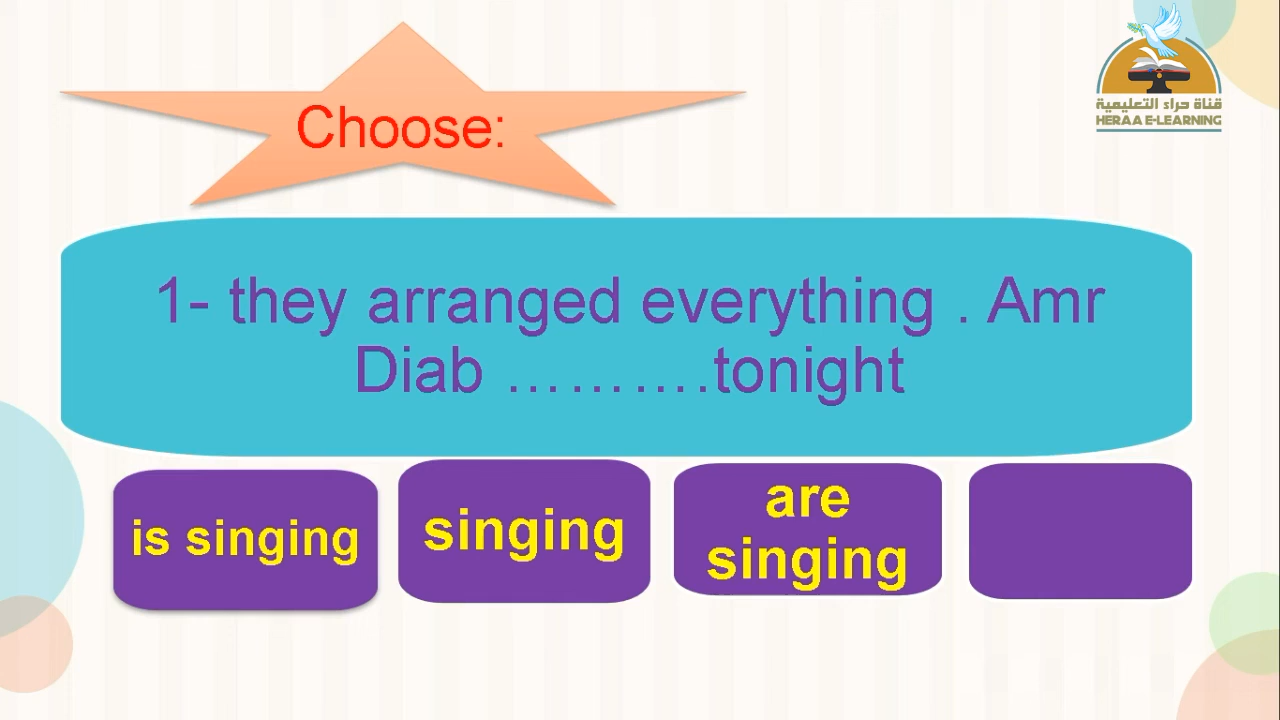 قناة حراء التعليمية
HERAA E-LEARNING
Choose:
1- they arranged everything . Amr
Diab ……….tonight
is singing
singing
are
singing